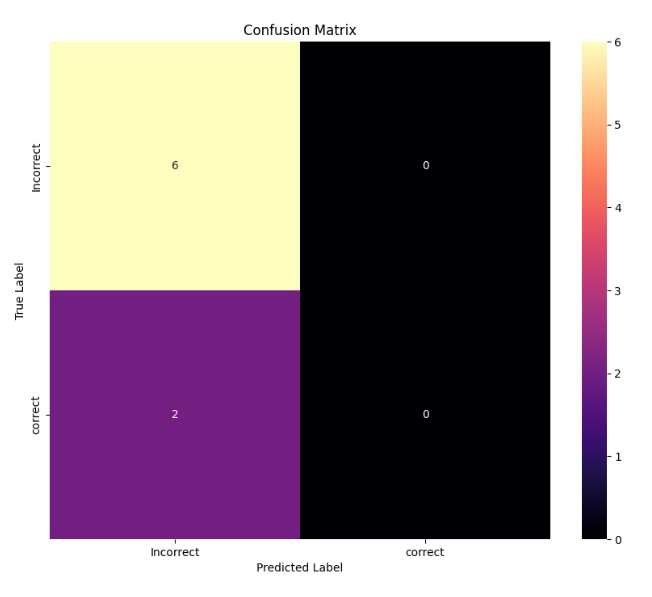 Confusion Matrix
6
5
4
3
2
1
0
True Label
Incorrect
correct
6 0
2 0
Incorrect correct
Predicted Label